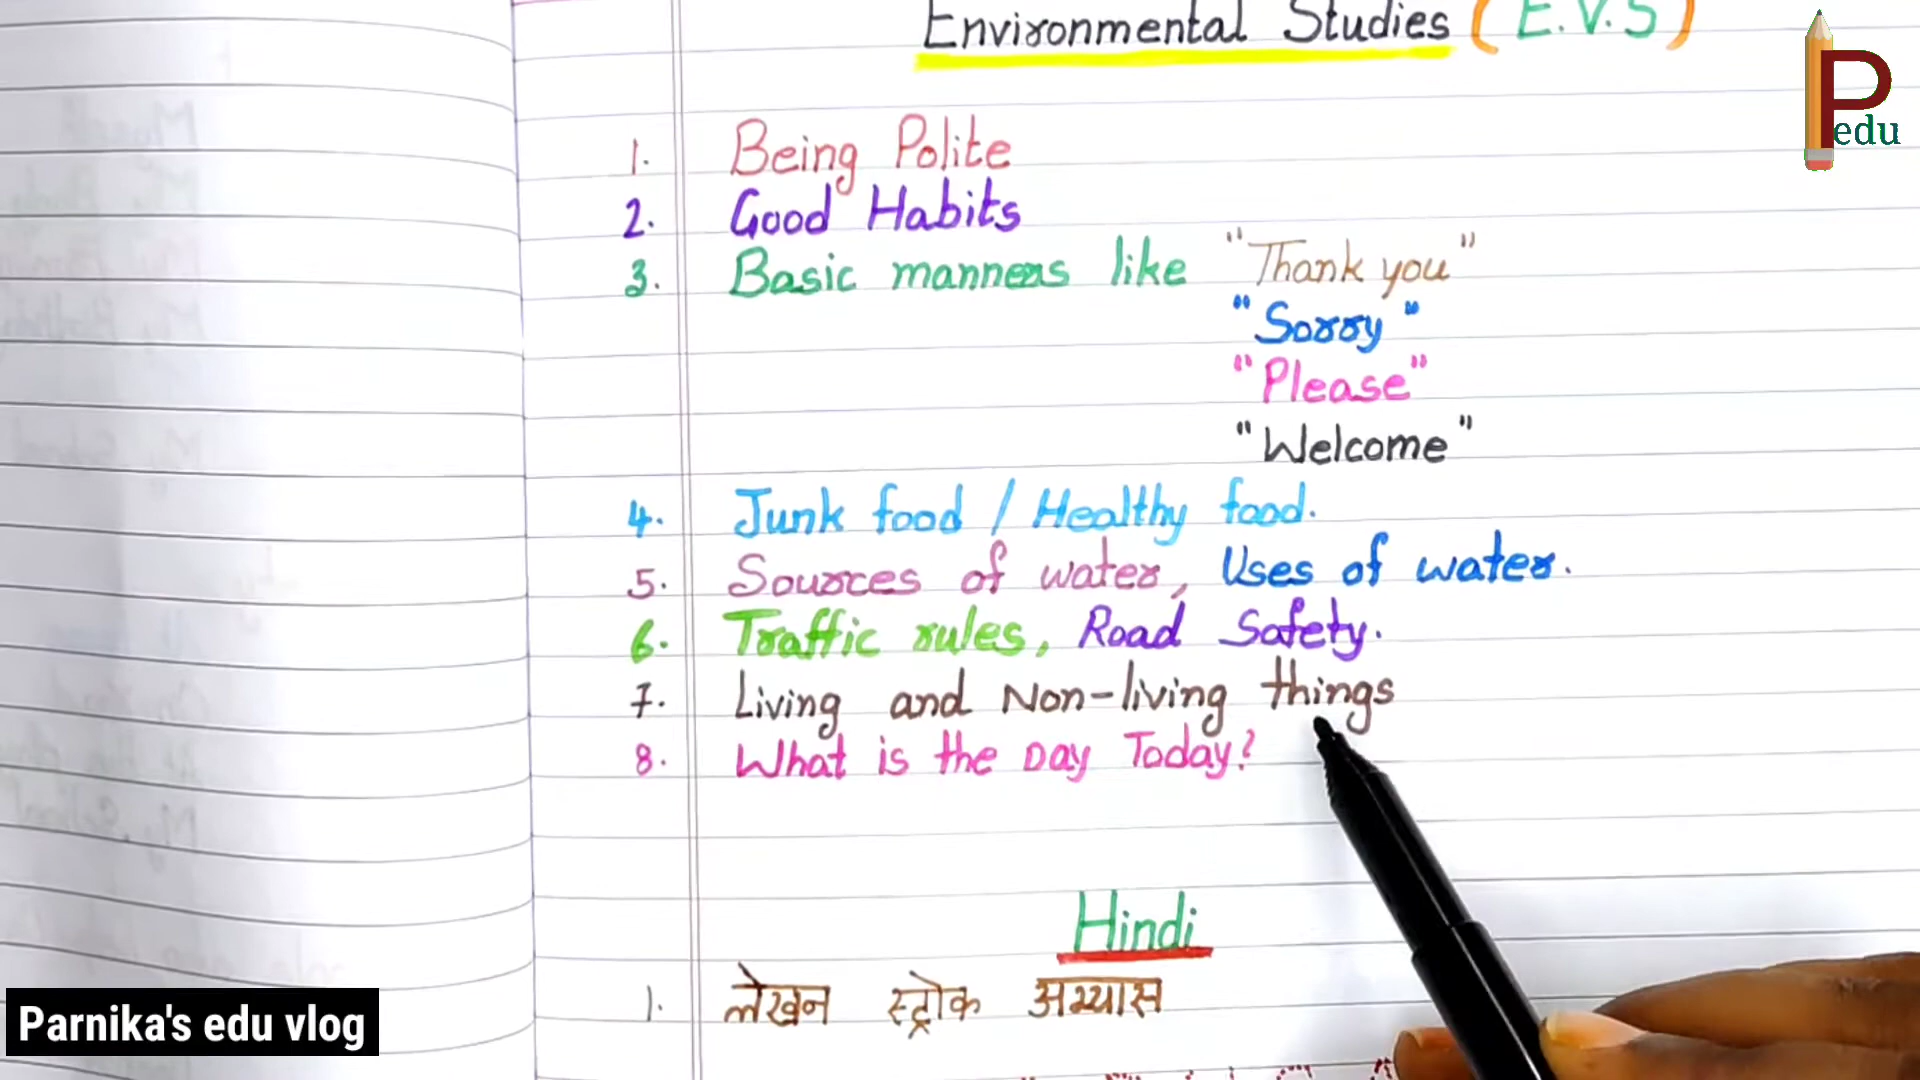 Environmental Studies (E.V.S)
P
edu
1. Being Polite
2. Good Habits
3. Basic manners like "Thank you"
"Sorry"
"Please"
"Welcome"
4. Junk food / Healthy food.
5. Sources of water, Uses of water.
6. Traffic rules, Road Safety.
7. Living and Non-living things
8. What is the Day Today?
Hindi
1. लेखन स्ट्रोक अभ्यास
Parnika's edu vlog